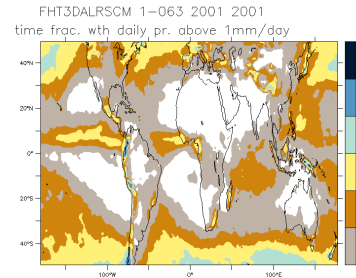 FHT3DALRSCM 1-063 2001 2001
time frac. wth daily pr. above 1mm/day
40°N
20°N
0°
20°S
40°S
100°W 0° 100°E